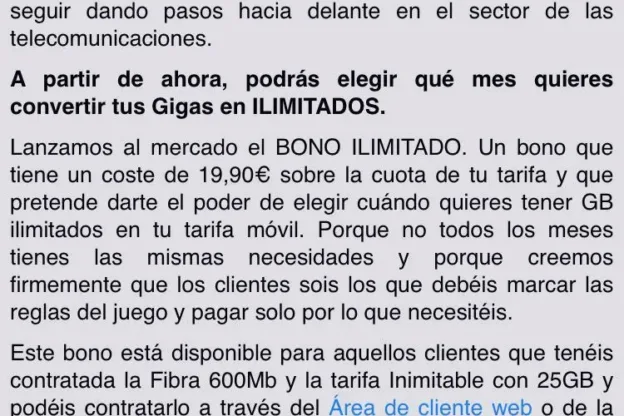 seguir dando pasos hacia delante en el sector de las
telecomunicaciones.
A partir de ahora, podrás elegir qué mes quieres
convertir tus Gigas en ILIMITADOS.
Lanzamos al mercado el BONO ILIMITADO. Un bono que
tiene un coste de 19,90€ sobre la cuota de tu tarifa y que
pretende darte el poder de elegir cuándo quieres tener GB
ilimitados en tu tarifa móvil. Porque no todos los meses
tienes las mismas necesidades y porque creemos
firmemente que los clientes sois los que debéis marcar las
reglas del juego y pagar solo por lo que necesitéis.
Este bono está disponible para aquellos clientes que tenéis
contratada la Fibra 600Mb y la tarifa Inimitable con 25GB y
podéis contratarlo a través del Área de cliente web o de la